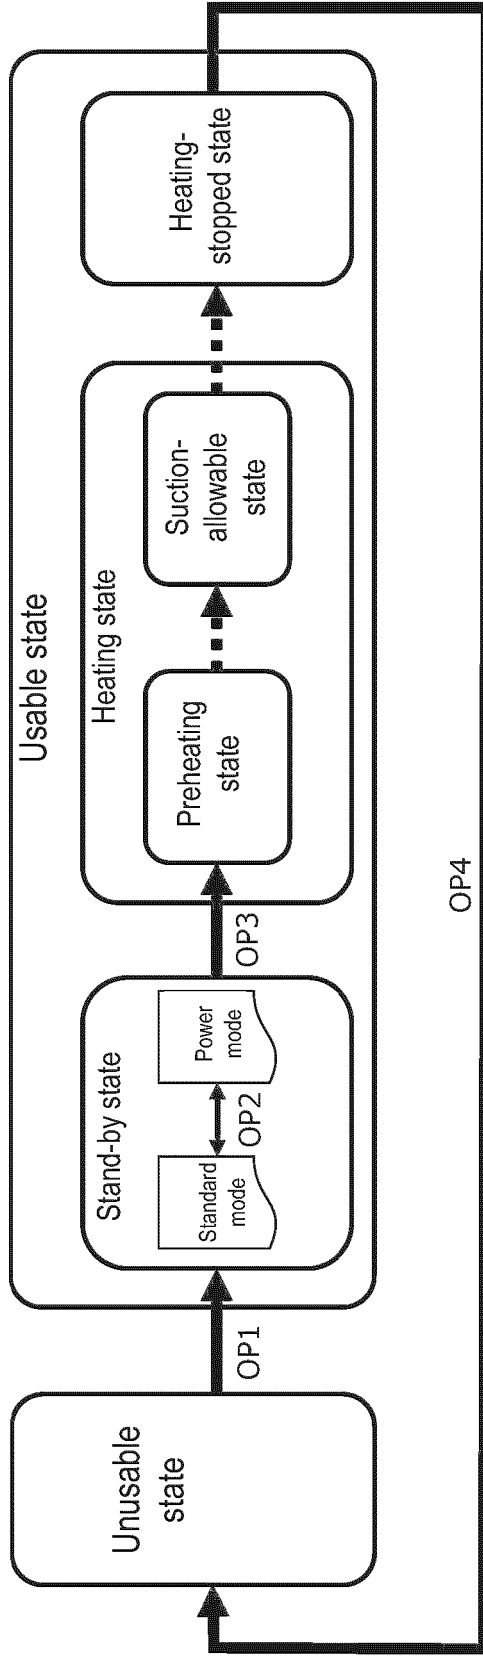 Usable state
Unusable
state
OP1
Stand-by state
Standard
mode
OP2
Power
mode
OP3
Heating state
Preheating
state
Suction-
allowable
state
Heating-
stopped state
OP4